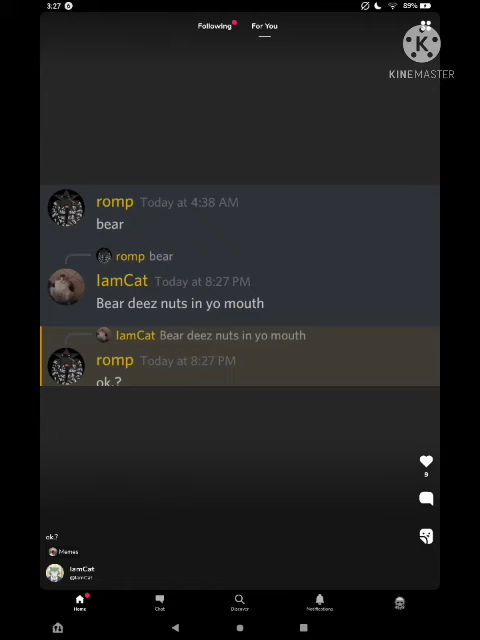 3:27
89%
Following
For You
KINEMASTER
romp Today at 4:38 AM
bear
romp bear
IamCat Today at 8:27 PM
Bear deez nuts in yo mouth
IamCat Bear deez nuts in yo mouth
romp Today at 8:27 PM
ok.?
9
ok.?
Memes
IamCat
@IamCat
Home
Chat
Discover
Notifications